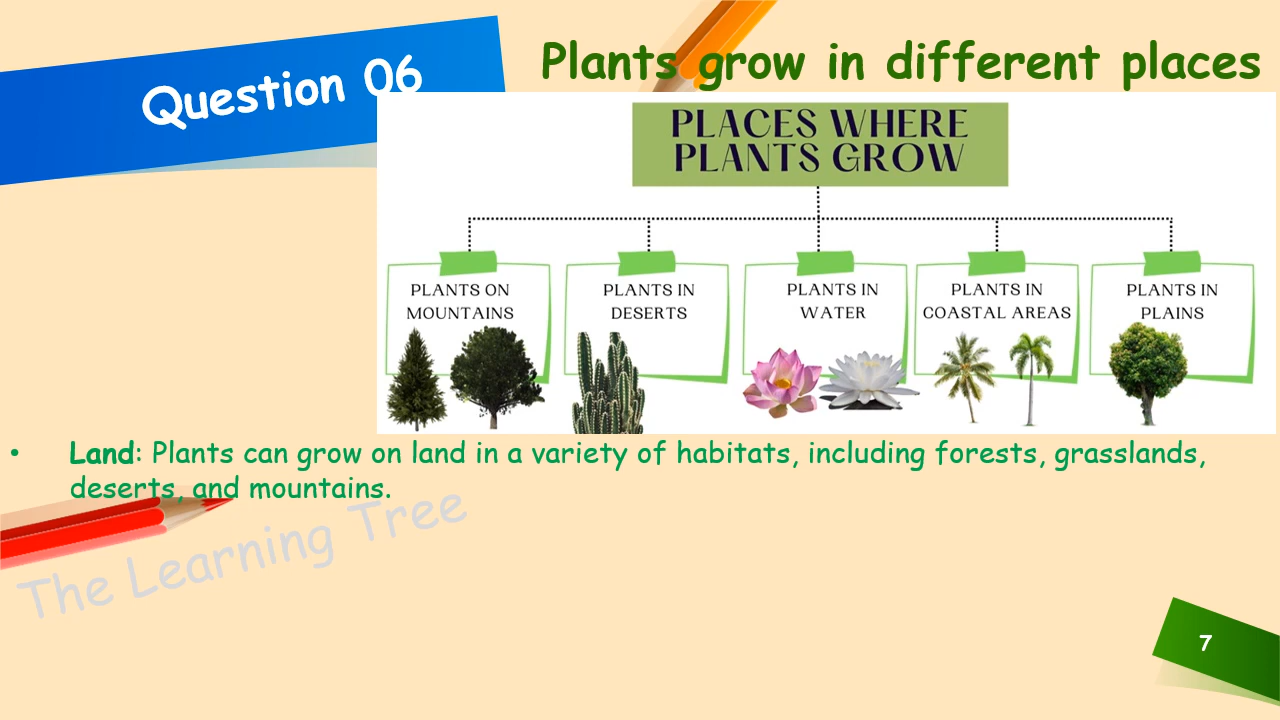 Question 06
Plants grow in different places
PLACES WHERE
PLANTS GROW
PLANTS ON
MOUNTAINS
PLANTS IN
DESERTS
PLANTS IN
WATER
PLANTS IN
COASTAL AREAS
PLANTS IN
PLAINS
• Land: Plants can grow on land in a variety of habitats, including forests, grasslands,
deserts, and mountains.
The Learning Tree
7